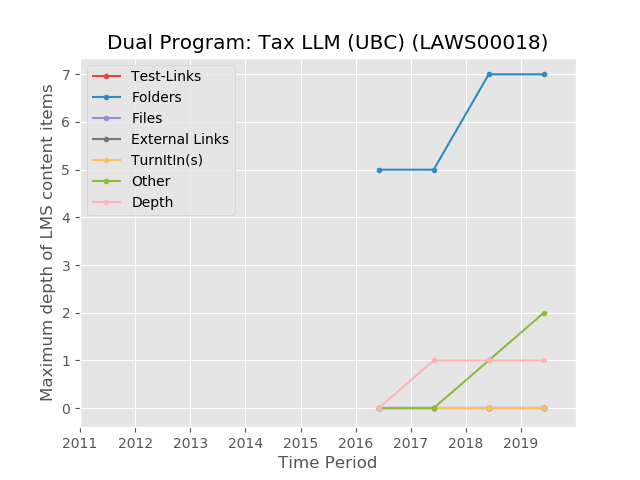 Dual Program: Tax LLM (UBC) (LAWS00018)
Maximum depth of LMS content items
7
6
5
4
3
2
1
0
Test-Links
Folders
Files
External Links
TurnItIn(s)
Other
Depth
2011 2012 2013 2014 2015 2016 2017 2018 2019
Time Period